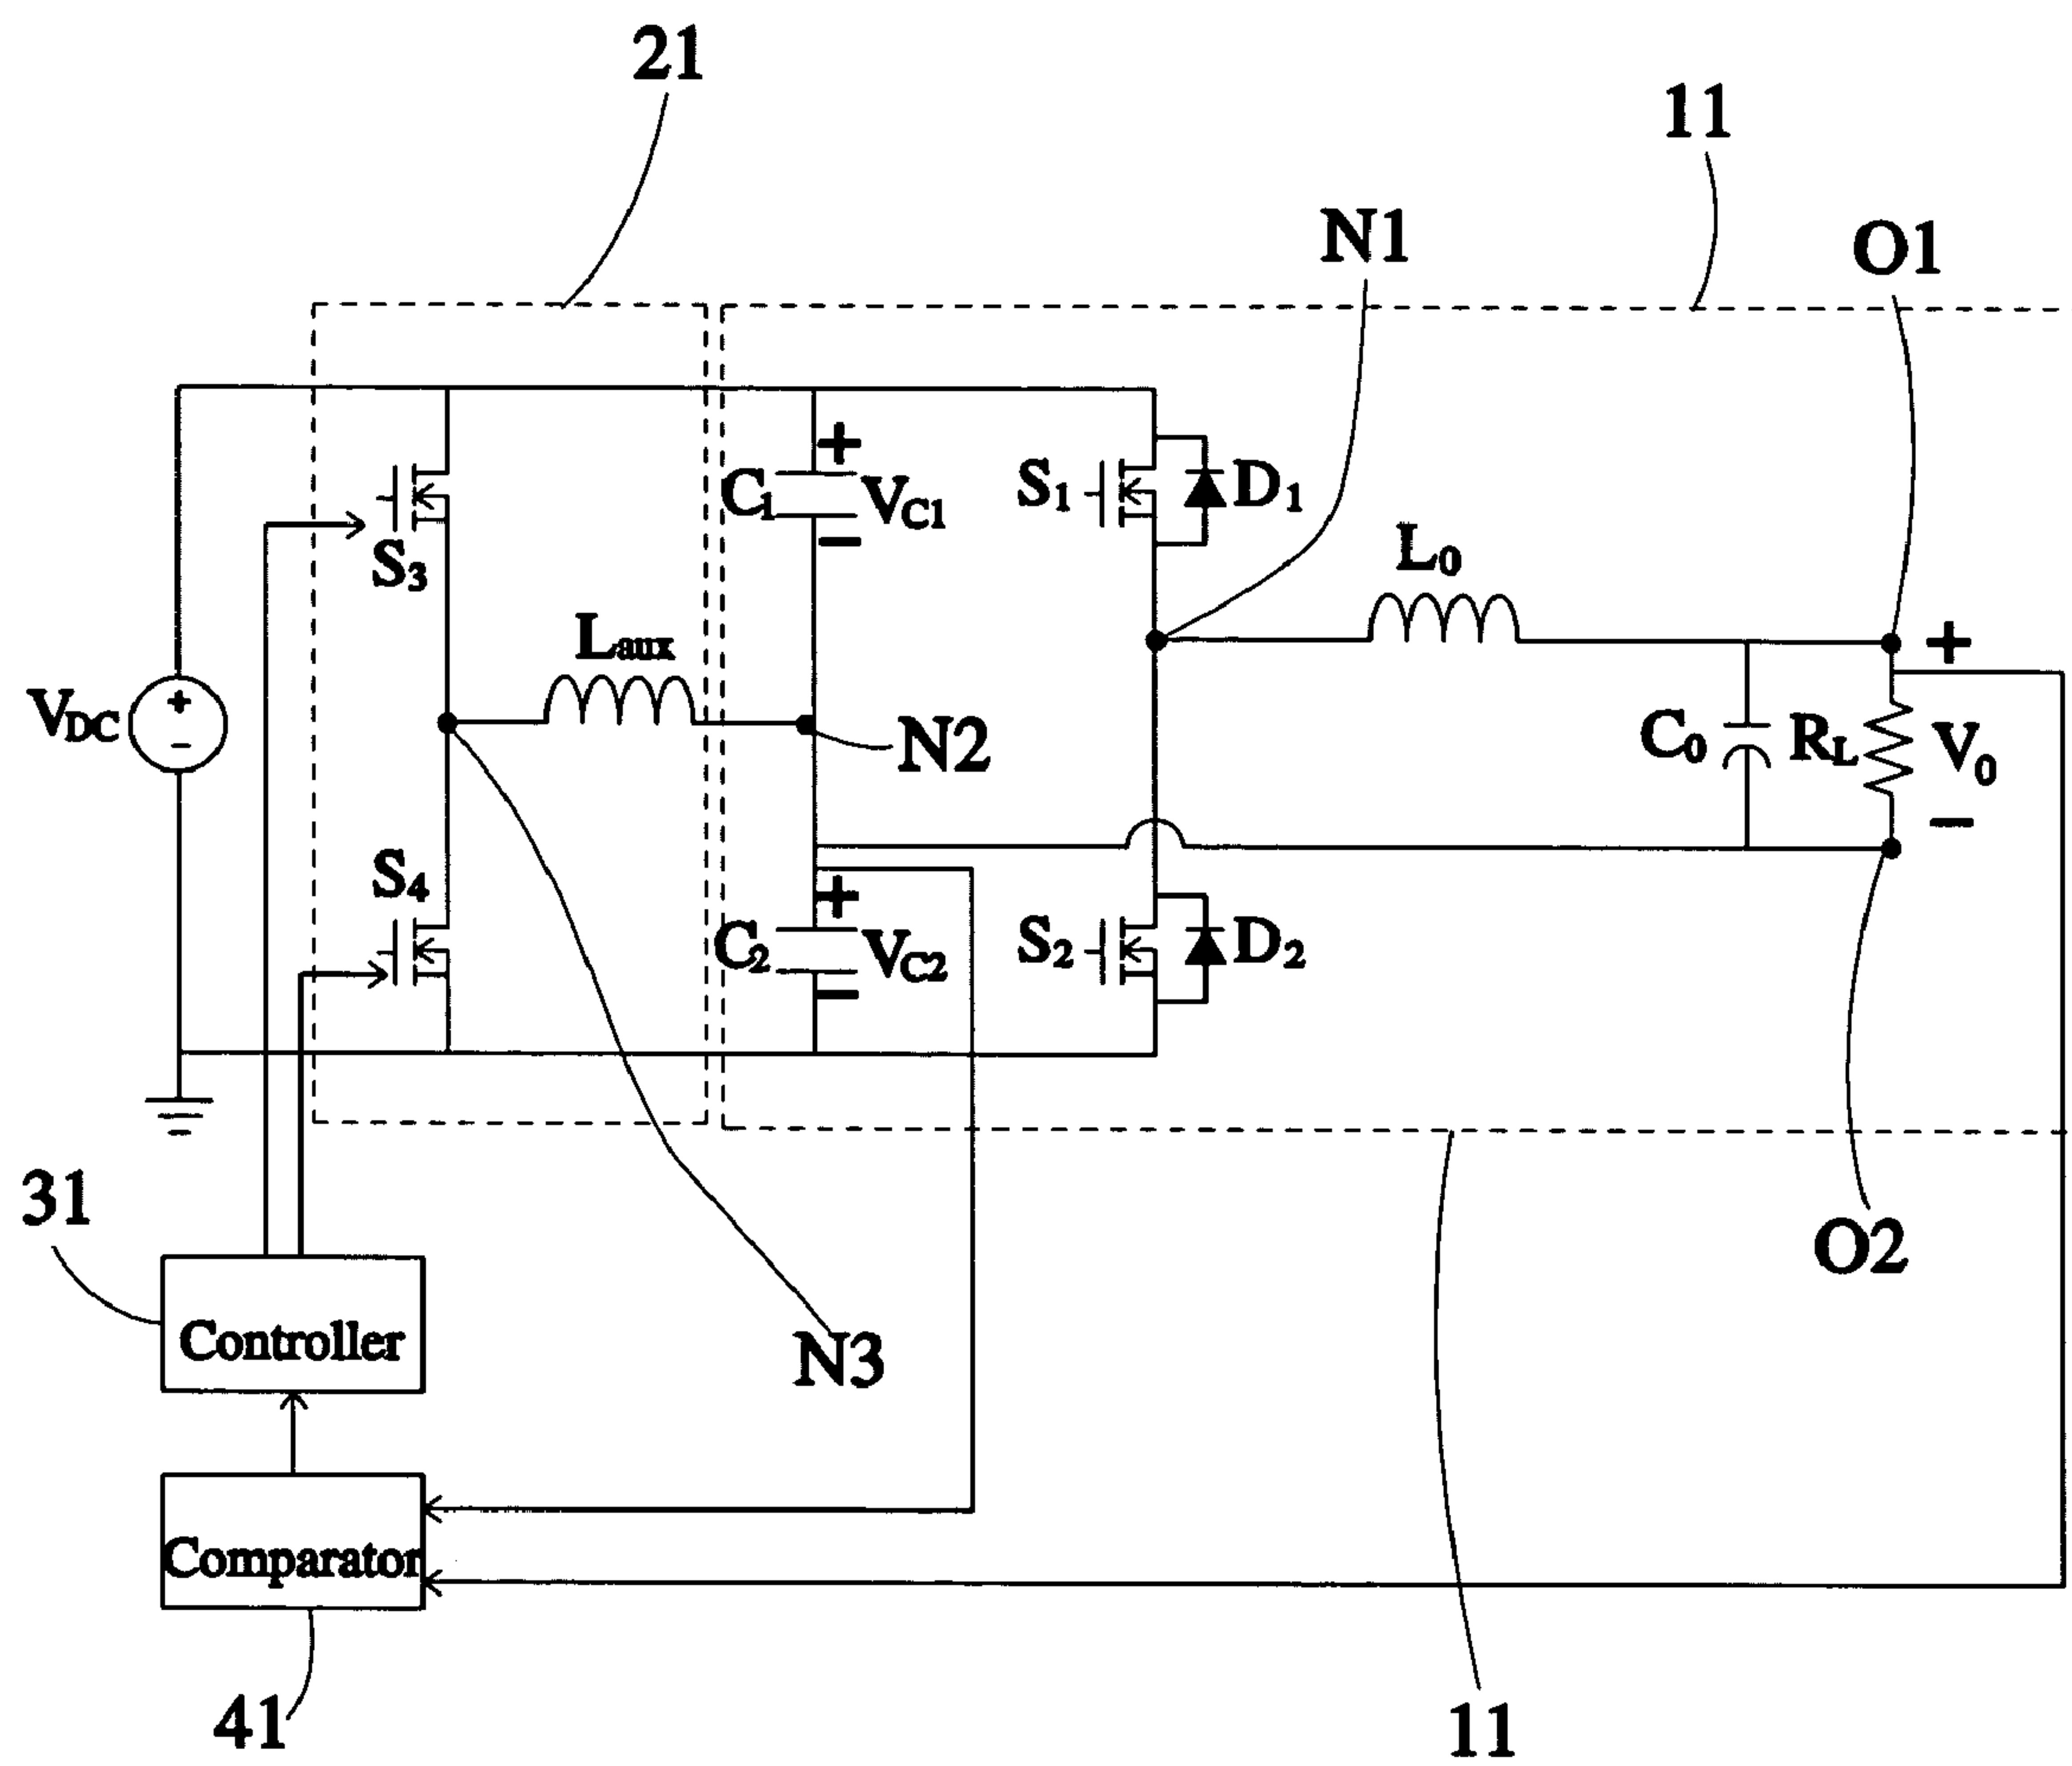 21
11
N1
O1
S3
C1
+
VC1
−
S1
D1
L0
Laux
VDC
+
−
N2
C0
RL
+
V0
−
S4
C2
+
VC2
−
S2
D2
31
O2
Controller
N3
Comparator
41
11